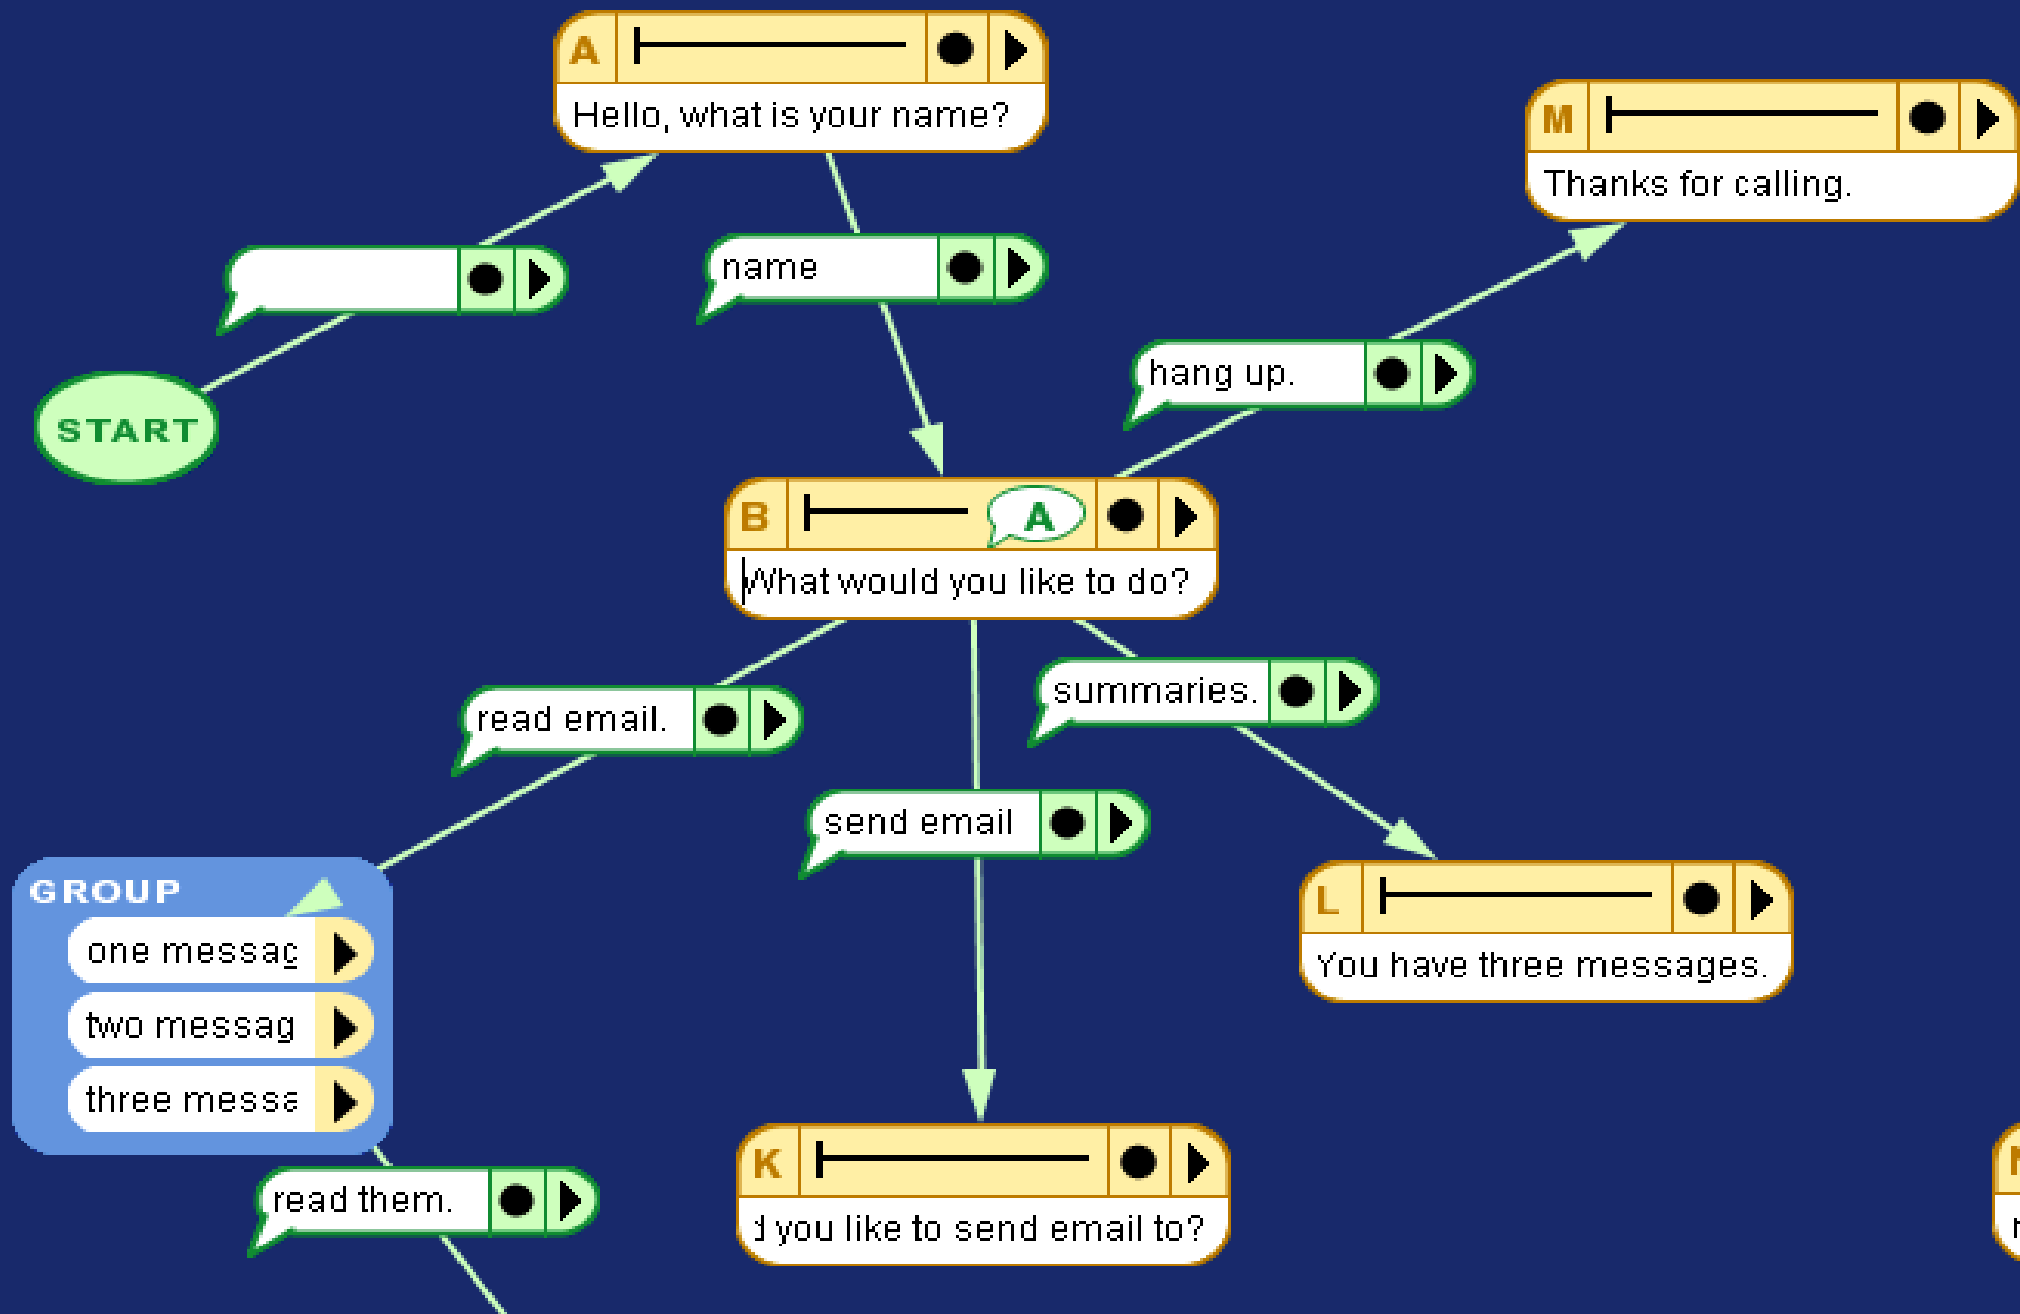 A
Hello, what is your name?
M
Thanks for calling.
name
hang up.
START
B
A
What would you like to do?
read email.
summaries.
send email
GROUP
one messag
two messag
three messa
L
You have three messages.
K
d you like to send email to?
read them.